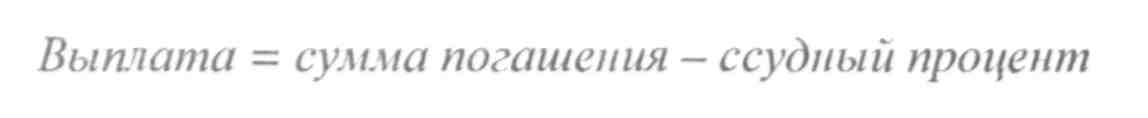 Выплата = сумма погашения – ссудный процент